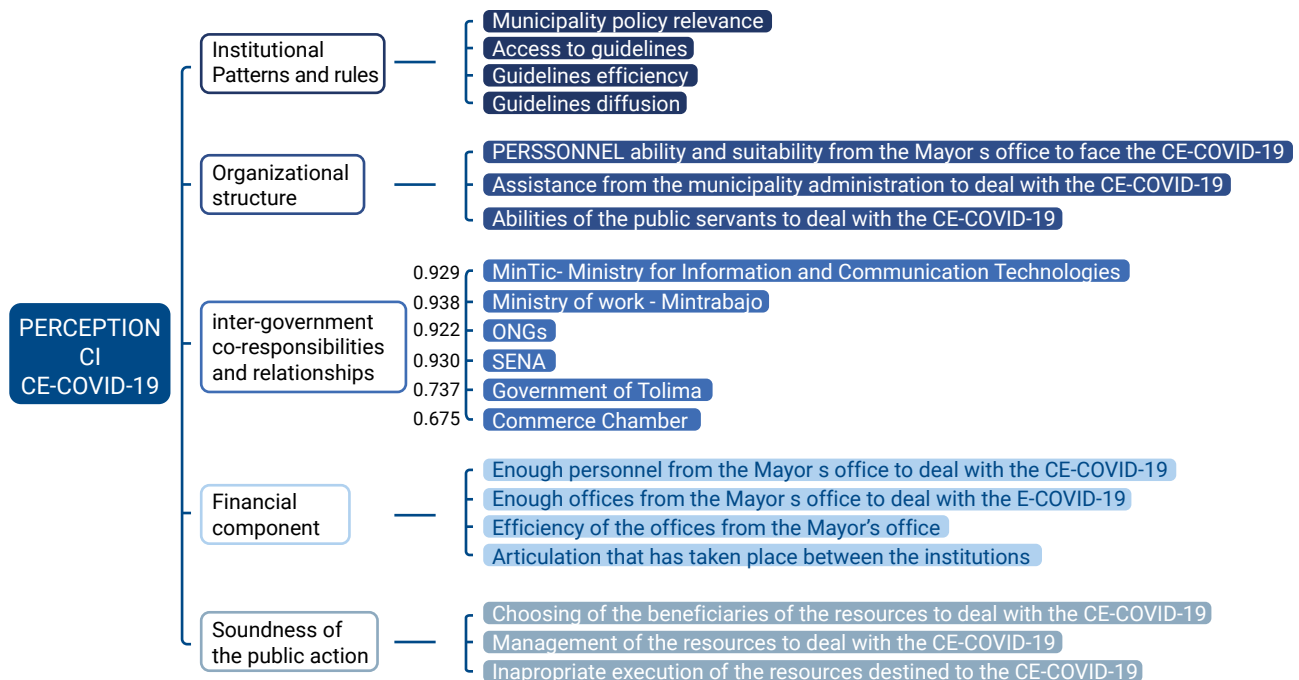 PERCEPTION
CI
CE-COVID-19
Institutional
Patterns and rules
Municipality policy relevance
Access to guidelines
Guidelines efficiency
Guidelines diffusion
Organizational
structure
PERSSONNEL ability and suitability from the Mayor s office to face the CE-COVID-19
Assistance from the municipality administration to deal with the CE-COVID-19
Abilities of the public servants to deal with the CE-COVID-19
inter-government
co-responsibilities
and relationships
0.929 MinTic- Ministry for Information and Communication Technologies
0.938 Ministry of work - Mintrabajo
0.922 ONGs
0.930 SENA
0.737 Government of Tolima
0.675 Commerce Chamber
Financial
component
Enough personnel from the Mayor s office to deal with the CE-COVID-19
Enough offices from the Mayor s office to deal with the E-COVID-19
Efficiency of the offices from the Mayor's office
Articulation that has taken place between the institutions
Soundness of
the public action
Choosing of the beneficiaries of the resources to deal with the CE-COVID-19
Management of the resources to deal with the CE-COVID-19
Inapropriate execution of the resources destined to the CE-COVID-19